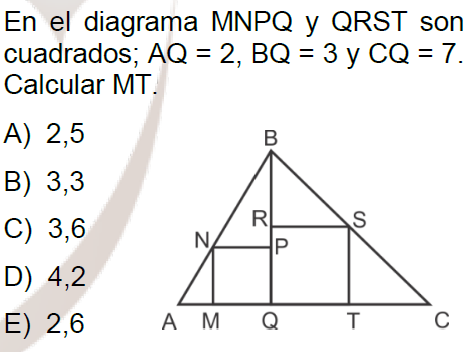 En el diagrama MNPQ y QRST son
cuadrados; AQ = 2, BQ = 3 y CQ = 7.
Calcular MT.
A) 2,5
B) 3,3
C) 3,6
D) 4,2
E) 2,6
B
R
S
N
P
A M Q T C